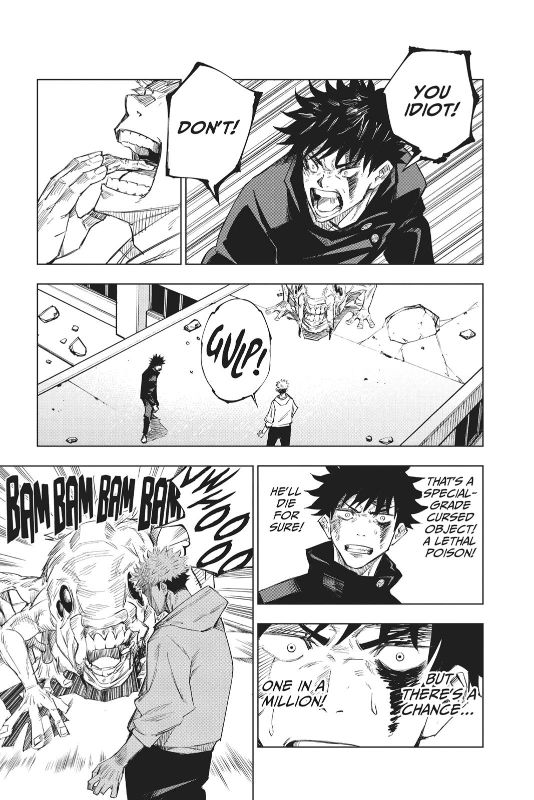 YOU
IDIOT!
DON'T!
GULP!
THAT'S A
SPECIAL-
GRADE
CURSED
OBJECT!
A LETHAL
POISON!
HE'LL
DIE
FOR
SURE!
BUT
THERE'S A
CHANCE...
ONE IN A
MILLION!
BAM BAM BAM BAM
VWOOOO